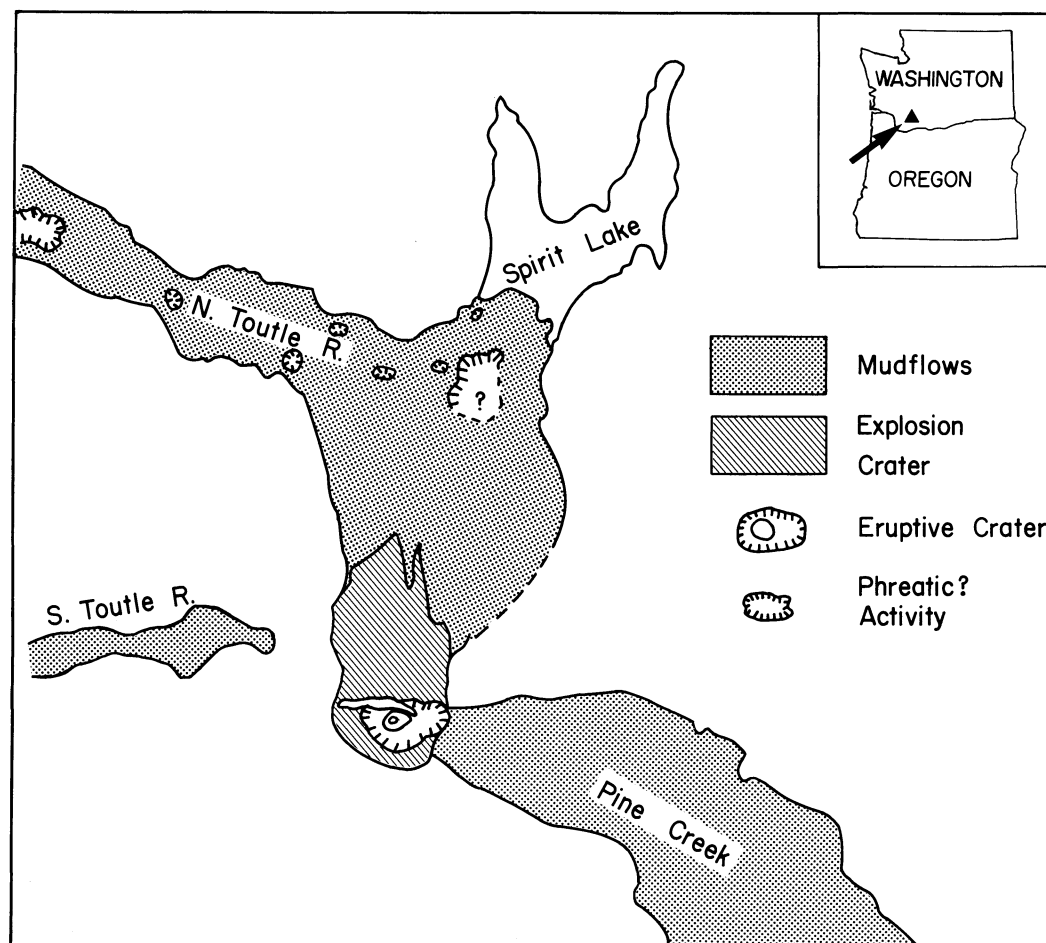 WASHINGTON
OREGON
Spirit Lake
N. Toutle R.
?
S. Toutle R.
Pine Creek
Mudflows
Explosion
Crater
Eruptive Crater
Phreatic?
Activity